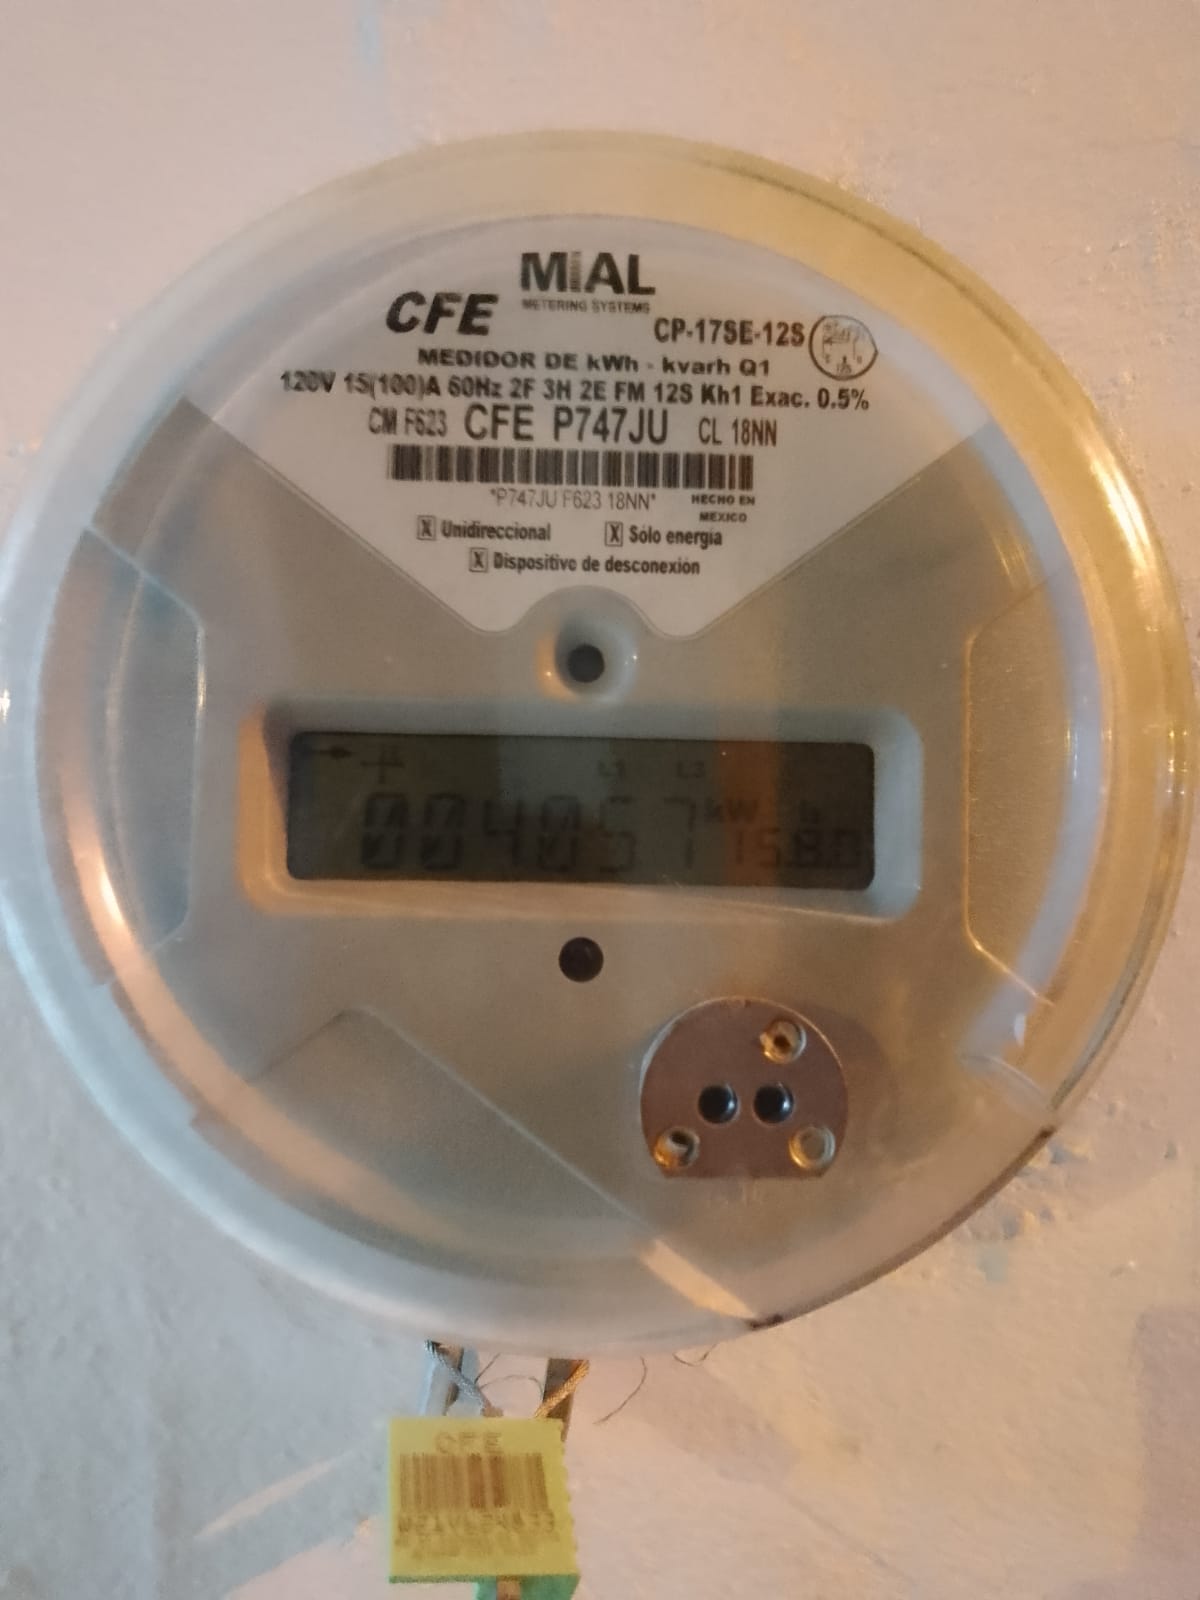 MIAL
METERING SYSTEMS
CFE
CP-17SE-12S
MEDIDOR DE kWh - kvarh Q1
120V 15(100)A 60Hz 2F 3H 2E FM 12S Kh1 Exac. 0.5%
CM F623 CFE P747JU CL 18NN
*P747JU F623 18NN*
HECHO EN
MEXICO
X Unidireccional X Sólo energía
X Dispositivo de desconexión
L1 L3
004057 kW h
CFE